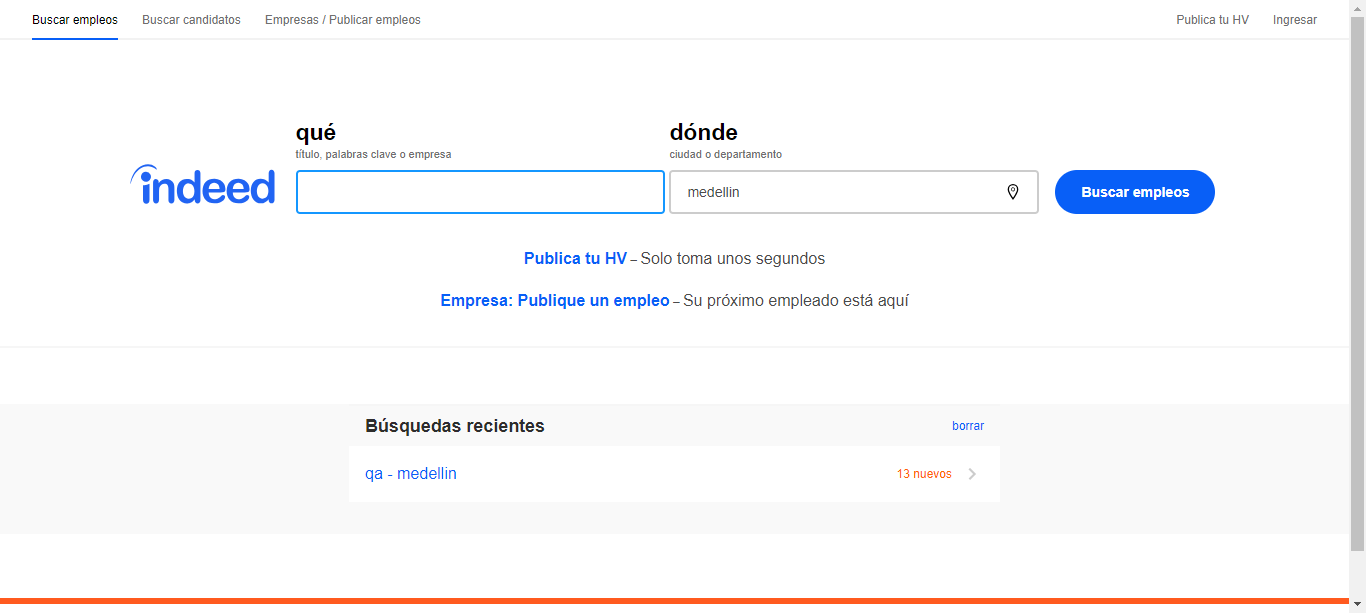 Buscar empleos Buscar candidatos Empresas / Publicar empleos Publica tu HV Ingresar
qué dónde
título, palabras clave o empresa ciudad o departamento
indeed medellin Buscar empleos
Publica tu HV – Solo toma unos segundos
Empresa: Publique un empleo – Su próximo empleado está aquí
Búsquedas recientes borrar
qa - medellin 13 nuevos